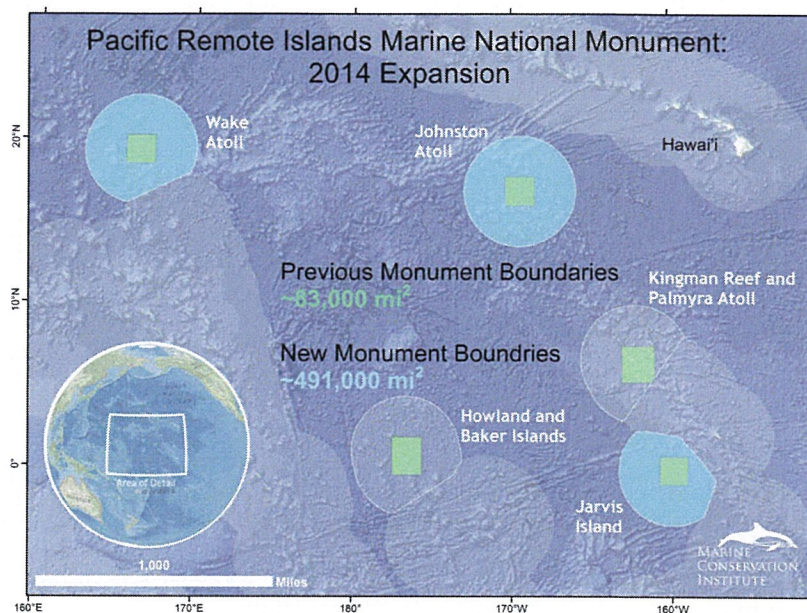 Pacific Remote Islands Marine National Monument:
2014 Expansion
20°N
Wake
Atoll
Johnston
Atoll
Hawai'i
Previous Monument Boundaries
~83,000 mi²
Kingman Reef and
Palmyra Atoll
10°N
New Monument Boundries
~491,000 mi²
Howland and
Baker Islands
0°
Area of Detail
Jarvis
Island
MARINE
CONSERVATION
INSTITUTE
1,000
Miles
160°E
170°E
180°
170°W
160°W